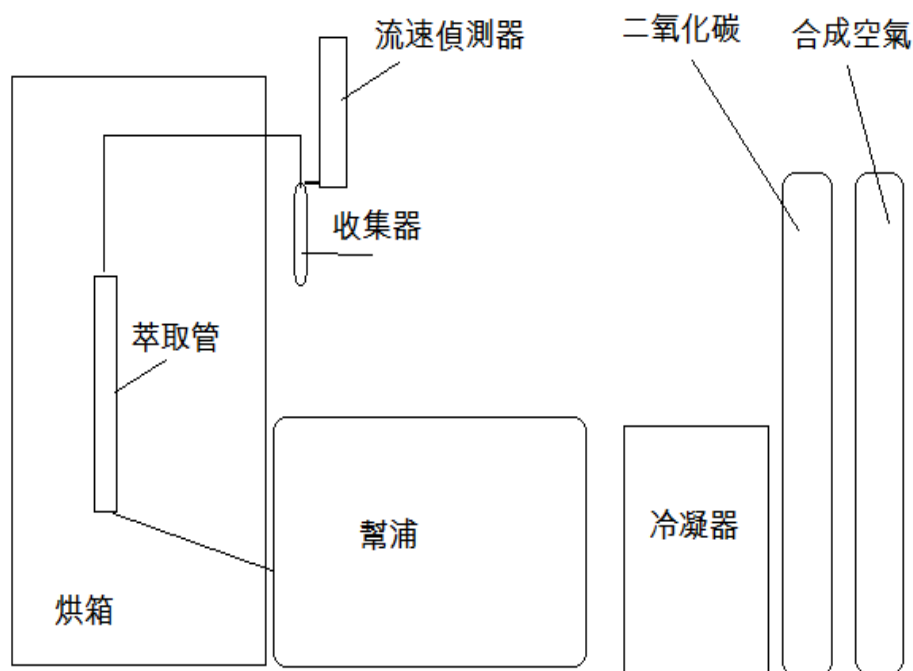 流速偵測器
二氧化碳
合成空氣
收集器
萃取管
幫浦
冷凝器
烘箱